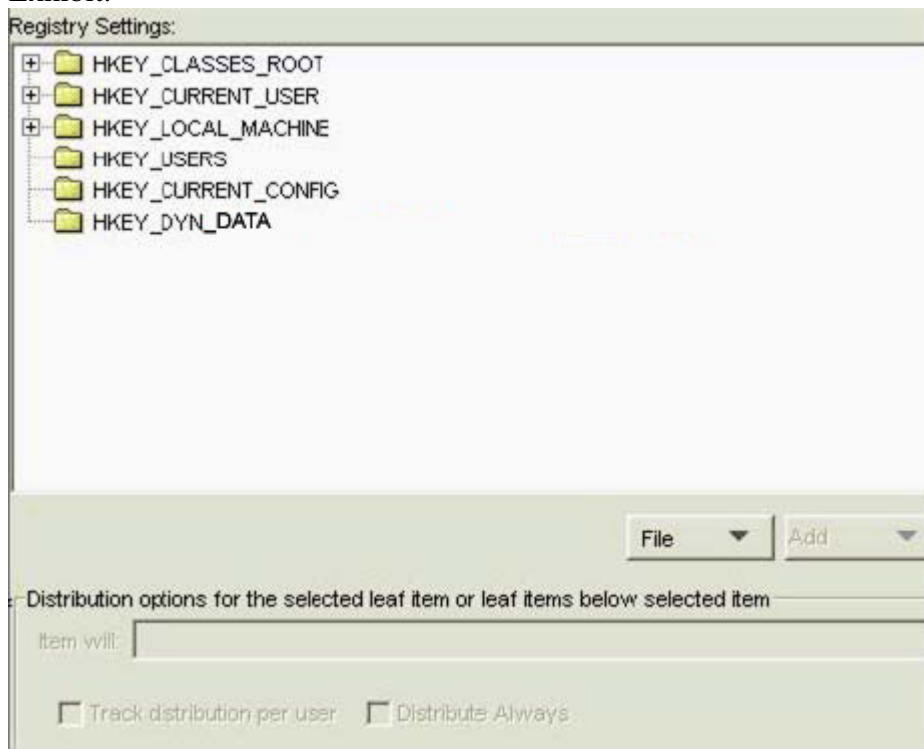 Registry Settings:
HKEY_CLASSES_ROOT
HKEY_CURRENT_USER
HKEY_LOCAL_MACHINE
HKEY_USERS
HKEY_CURRENT_CONFIG
HKEY_DYN_DATA
File
Add
Distribution options for the selected leaf item or leaf items below selected item
Item will:
Track distribution per user
Distribute Always